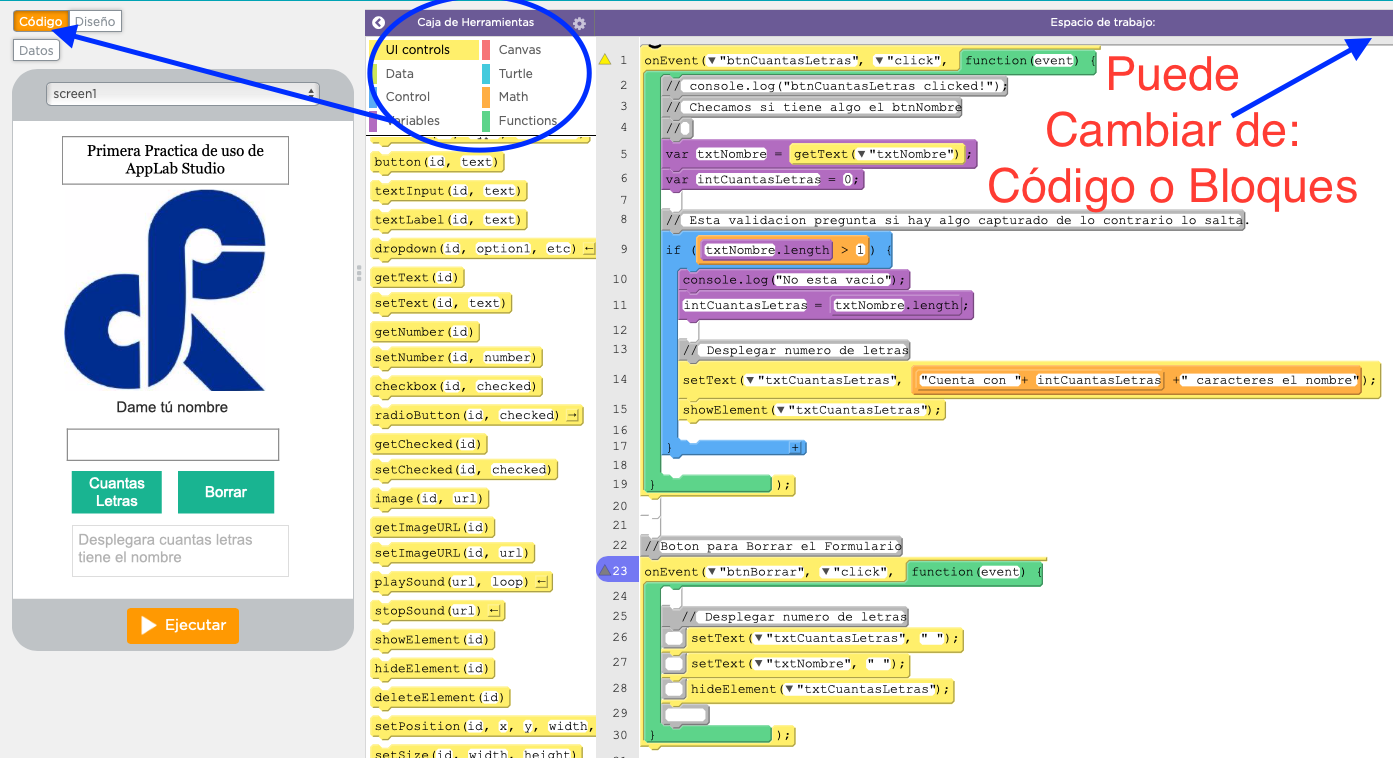 Código Diseño
Datos
screen1
Primera Practica de uso de
AppLab Studio
Dame tú nombre
Cuantas
Letras
Borrar
Desplegara cuantas letras
tiene el nombre
Ejecutar
Caja de Herramientas
UI controls Canvas
Data Turtle
Control Math
Variables Functions
button(id, text)
textInput(id, text)
textLabel(id, text)
dropdown(id, option1, etc) ←
getText(id)
setText(id, text)
getNumber(id)
setNumber(id, number)
checkbox(id, checked)
radioButton(id, checked) →
getChecked(id)
setChecked(id, checked)
image(id, url)
getImageURL(id)
setImageURL(id, url)
playSound(url, loop) ←
stopSound(url) ←
showElement(id)
hideElement(id)
deleteElement(id)
setPosition(id, x, y, width,
setSize(id, width, height)
Espacio de trabajo:
Puede
Cambiar de:
Código o Bloques
1 onEvent(▼"btnCuantasLetras", ▼"click", function(event) {
2 // console.log("btnCuantasLetras clicked!");
3 // Checamos si tiene algo el btnNombre
4 //
5 var txtNombre = getText(▼"txtNombre");
6 var intCuantasLetras = 0;
7
8 // Esta validacion pregunta si hay algo capturado de lo contrario lo salta.
9 if (txtNombre.length > 1) {
10 console.log("No esta vacio");
11 intCuantasLetras = txtNombre.length;
12
13 // Desplegar numero de letras
14 setText(▼"txtCuantasLetras", "Cuenta con "+ intCuantasLetras +" caracteres el nombre");
15 showElement(▼"txtCuantasLetras");
16
17 } +
18
19 } );
20
21
22 //Boton para Borrar el Formulario
23 onEvent(▼"btnBorrar", ▼"click", function(event) {
24
25 // Desplegar numero de letras
26 setText(▼"txtCuantasLetras", " ");
27 setText(▼"txtNombre", " ");
28 hideElement(▼"txtCuantasLetras");
29
30 } );